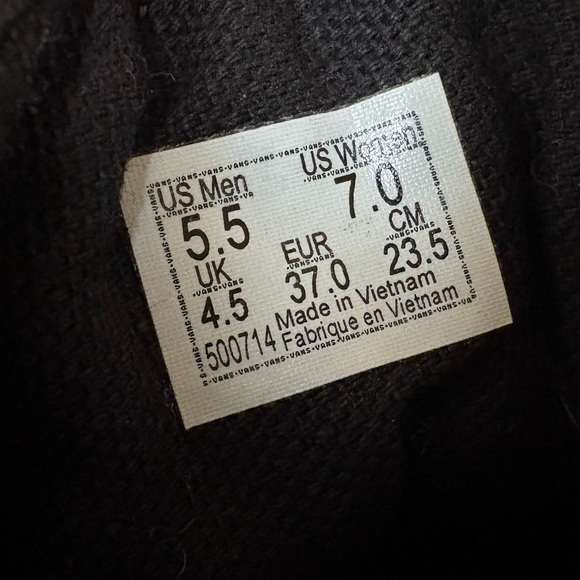 US Men US Women
5.5 7.0
UK EUR CM
4.5 37.0 23.5
500714 Made in Vietnam
Fabrique en Vietnam